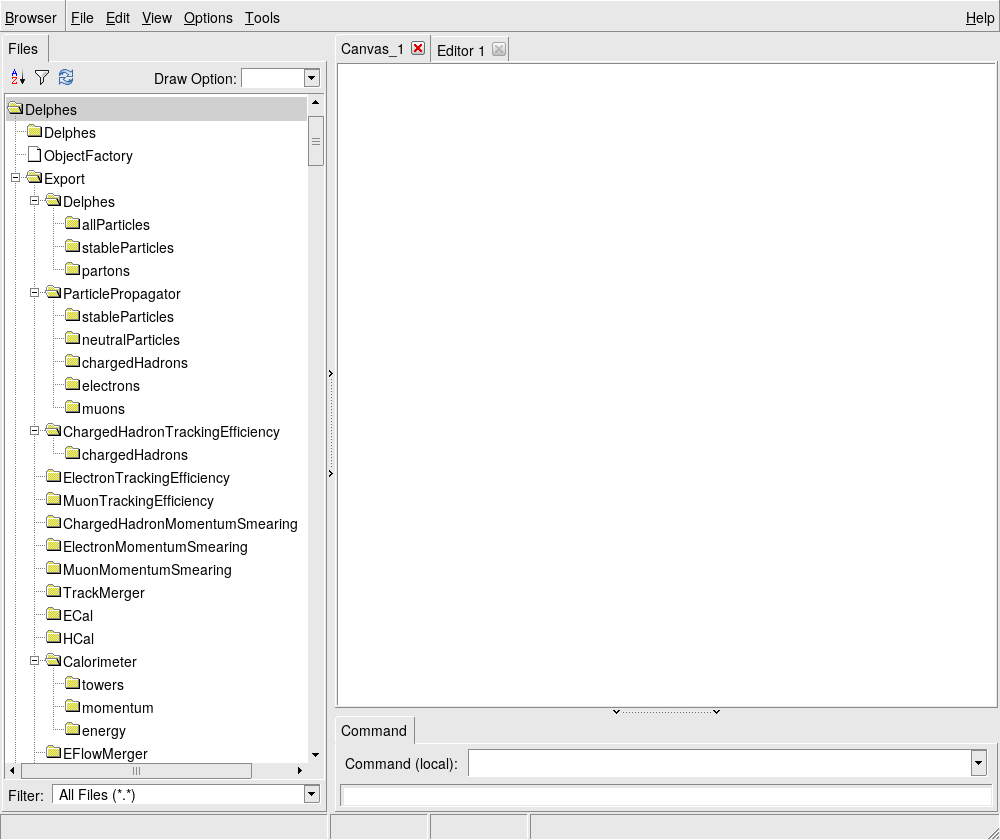 Browser File Edit View Options Tools Help
Files
Canvas_1 Editor 1
Draw Option:
Delphes
Delphes
ObjectFactory
Export
Delphes
allParticles
stableParticles
partons
ParticlePropagator
stableParticles
neutralParticles
chargedHadrons
electrons
muons
ChargedHadronTrackingEfficiency
chargedHadrons
ElectronTrackingEfficiency
MuonTrackingEfficiency
ChargedHadronMomentumSmearing
ElectronMomentumSmearing
MuonMomentumSmearing
TrackMerger
ECal
HCal
Calorimeter
towers
momentum
energy
EFlowMerger
Filter: All Files (*.*)
Command
Command (local):